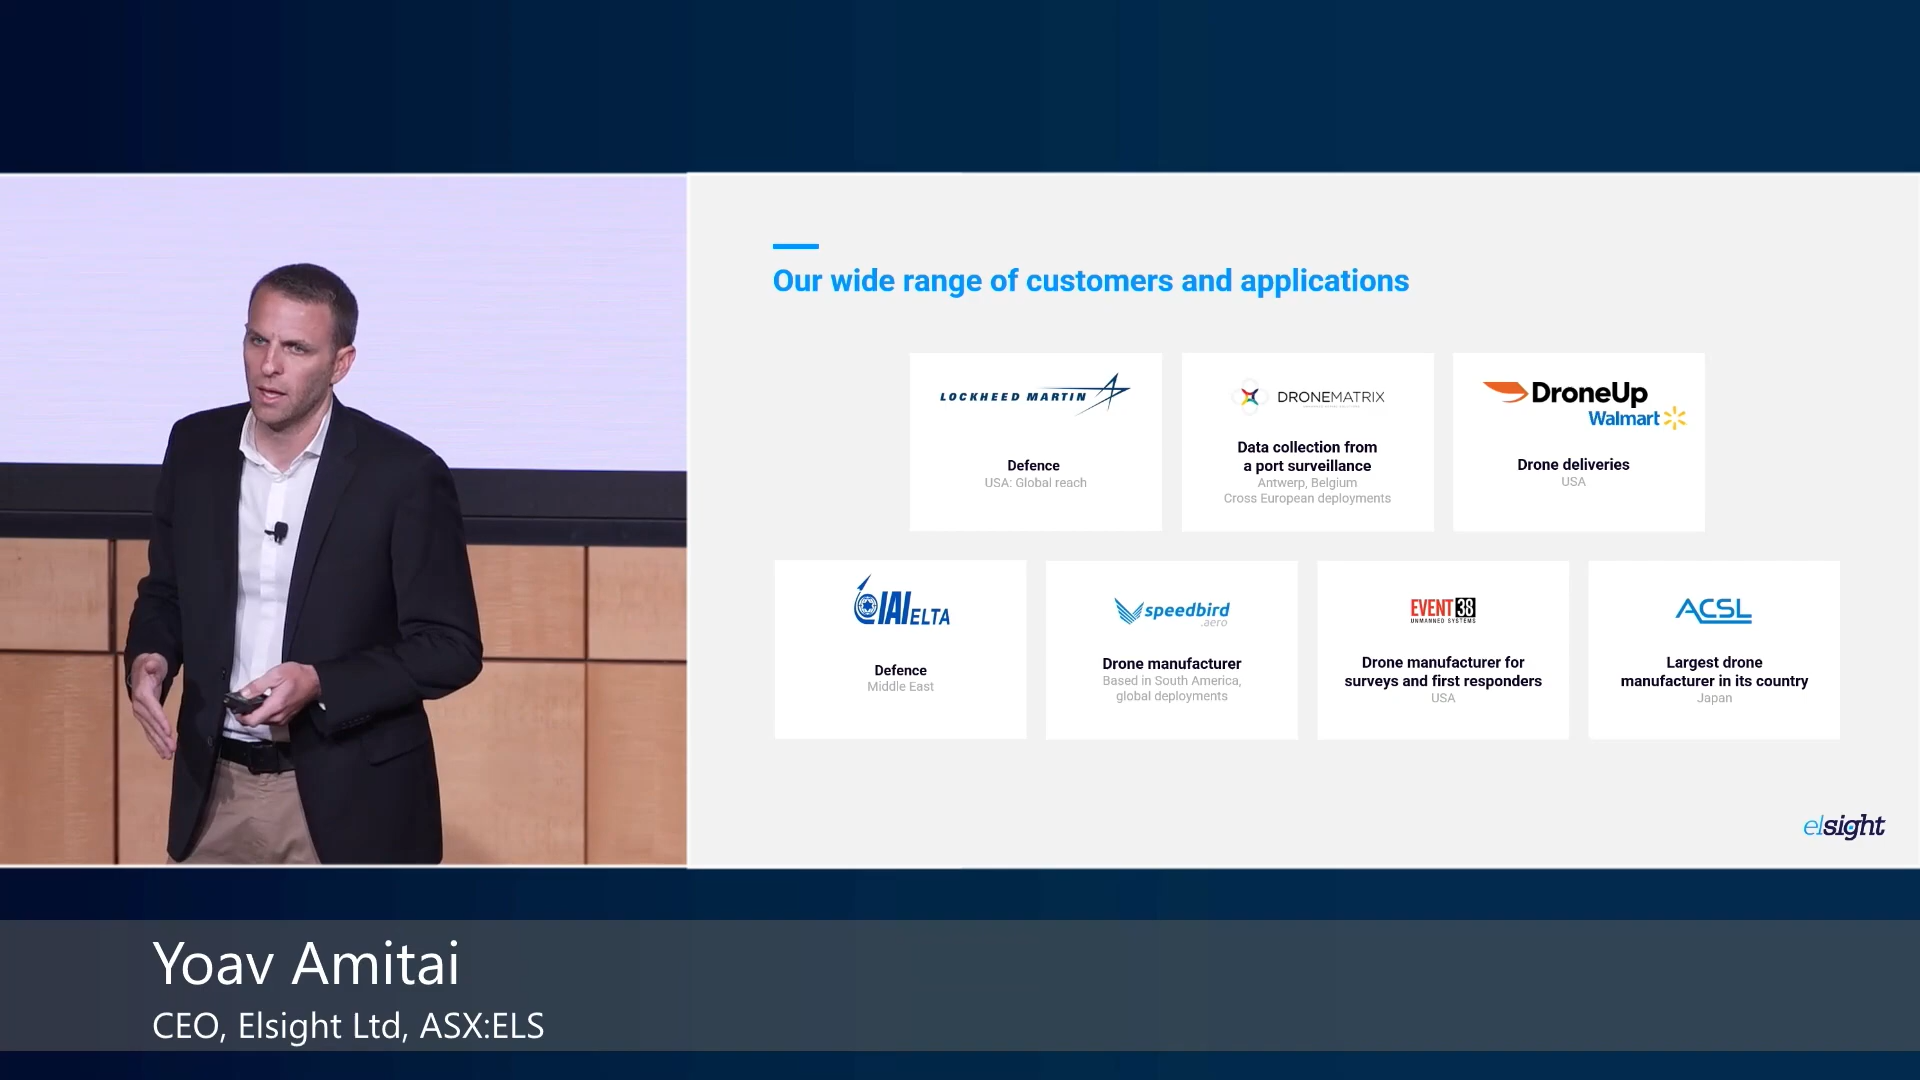 Our wide range of customers and applications
LOCKHEED MARTIN
Defence
USA: Global reach
DRONEMATRIX
Data collection from
a port surveillance
Antwerp, Belgium
Cross European deployments
DroneUp
Walmart
Drone deliveries
USA
IAI ELTA
Defence
Middle East
speedbird
.aero
Drone manufacturer
Based in South America,
global deployments
EVENT 38
UNMANNED SYSTEMS
Drone manufacturer for
surveys and first responders
USA
ACSL
Largest drone
manufacturer in its country
Japan
elsight
Yoav Amitai
CEO, Elsight Ltd, ASX:ELS